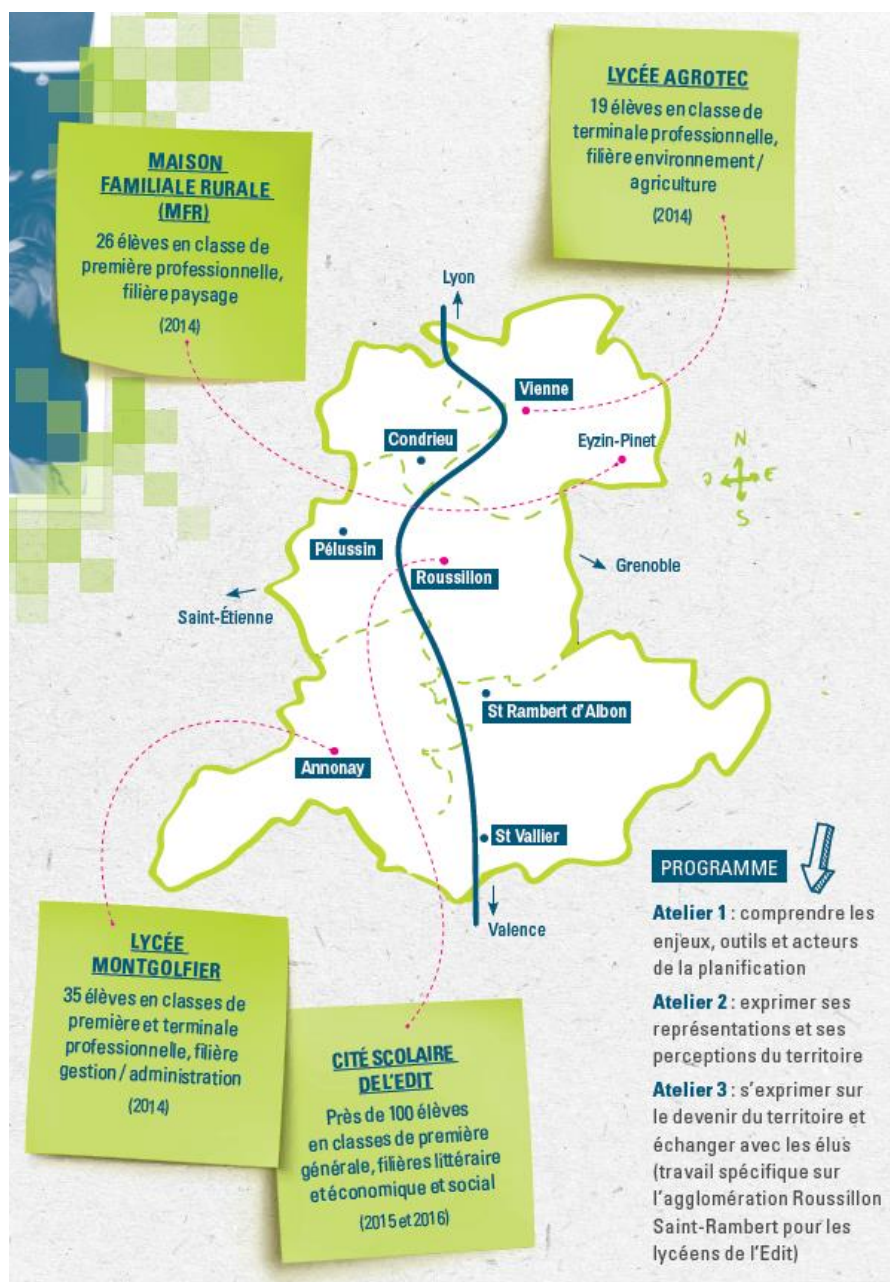 LYCÉE AGROTEC
19 élèves en classe de
terminale professionnelle,
filière environnement /
agriculture
(2014)
MAISON
FAMILIALE RURALE
(MFR)
26 élèves en classe de
première professionnelle,
filière paysage
(2014)
Lyon
Vienne
Condrieu
Eyzin-Pinet
N
O E
S
Pélussin
Roussillon
Grenoble
Saint-Étienne
St Rambert d'Albon
Annonay
St Vallier
Valence
LYCÉE
MONTGOLFIER
35 élèves en classes de
première et terminale
professionnelle, filière
gestion / administration
(2014)
CITÉ SCOLAIRE
DE L'EDIT
Près de 100 élèves
en classes de première
générale, filières littéraire
et économique et social
(2015 et 2016)
PROGRAMME
Atelier 1 : comprendre les
enjeux, outils et acteurs
de la planification
Atelier 2 : exprimer ses
représentations et ses
perceptions du territoire
Atelier 3 : s'exprimer sur
le devenir du territoire et
échanger avec les élus
(travail spécifique sur
l'agglomération Roussillon
Saint-Rambert pour les
lycéens de l'Edit)